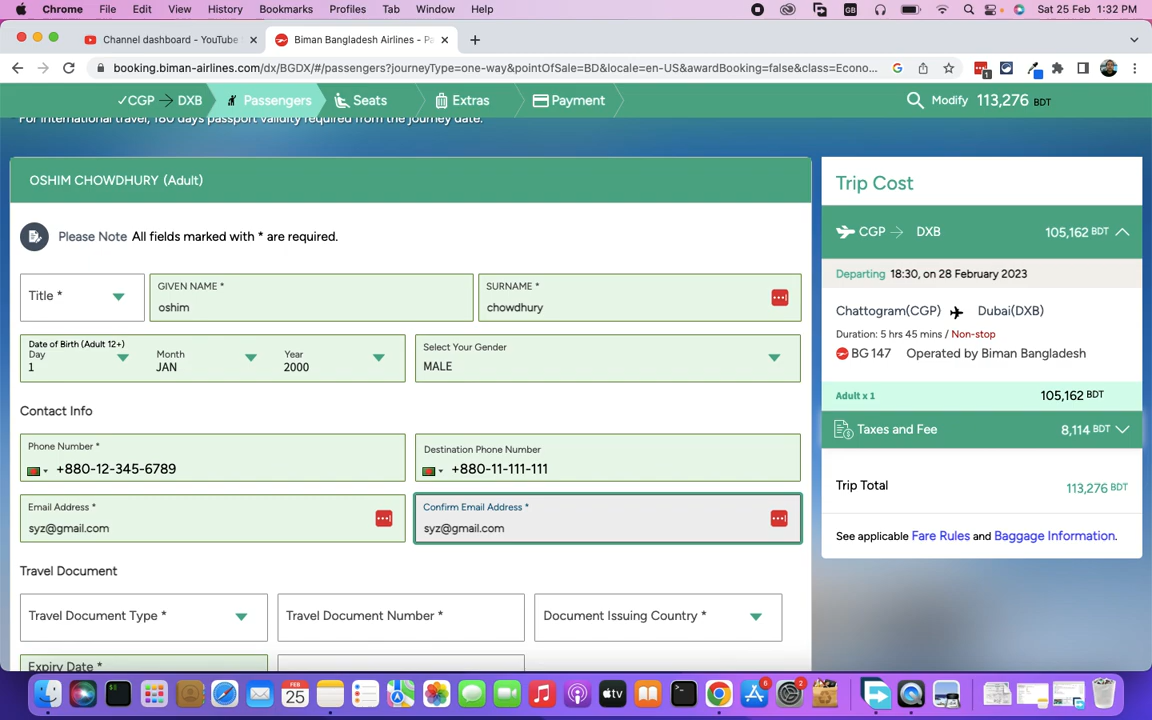 Chrome File Edit View History Bookmarks Profiles Tab Window Help GB Sat 25 Feb 1:32 PM
Channel dashboard - YouTube
Biman Bangladesh Airlines - Pa
booking.biman-airlines.com/dx/BGDX/#/passengers?journeyType=one-way&pointOfSale=BD&locale=en-US&awardBooking=false&class=Econo...
CGP DXB Passengers Seats Extras Payment Modify 113,276 BDT
For international travel, 180 days passport validity required from the journey date.
OSHIM CHOWDHURY (Adult)
Please Note All fields marked with * are required.
Title *
GIVEN NAME *
oshim
SURNAME *
chowdhury
Date of Birth (Adult 12+)
Day Month Year
1 JAN 2000
Select Your Gender
MALE
Contact Info
Phone Number *
+880-12-345-6789
Destination Phone Number
+880-11-111-111
Email Address *
syz@gmail.com
Confirm Email Address *
syz@gmail.com
Travel Document
Travel Document Type *
Travel Document Number *
Document Issuing Country *
Expiry Date *
Trip Cost
CGP DXB 105,162 BDT
Departing 18:30, on 28 February 2023
Chattogram(CGP) Dubai(DXB)
Duration: 5 hrs 45 mins / Non-stop
BG 147 Operated by Biman Bangladesh
Adult x 1 105,162 BDT
Taxes and Fee 8,114 BDT
Trip Total 113,276 BDT
See applicable Fare Rules and Baggage Information.
FEB
25
tv
6
2